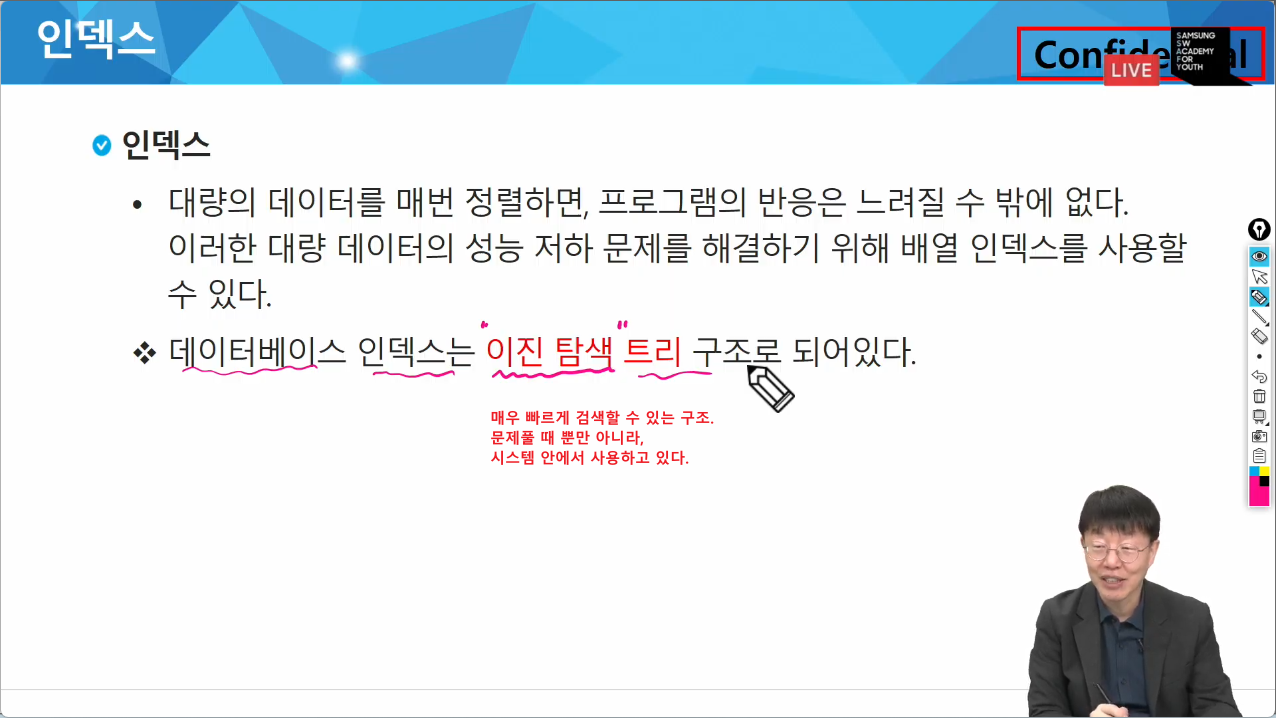 인덱스
Confide al
SAMSUNG
SW
ACADEMY
FOR
YOUTH
LIVE
인덱스
• 대량의 데이터를 매번 정렬하면, 프로그램의 반응은 느려질 수 밖에 없다.
이러한 대량 데이터의 성능 저하 문제를 해결하기 위해 배열 인덱스를 사용할
수 있다.
❖ 데이터베이스 인덱스는 "이진 탐색" 트리 구조로 되어있다.
매우 빠르게 검색할 수 있는 구조.
문제풀 때 뿐만 아니라,
시스템 안에서 사용하고 있다.